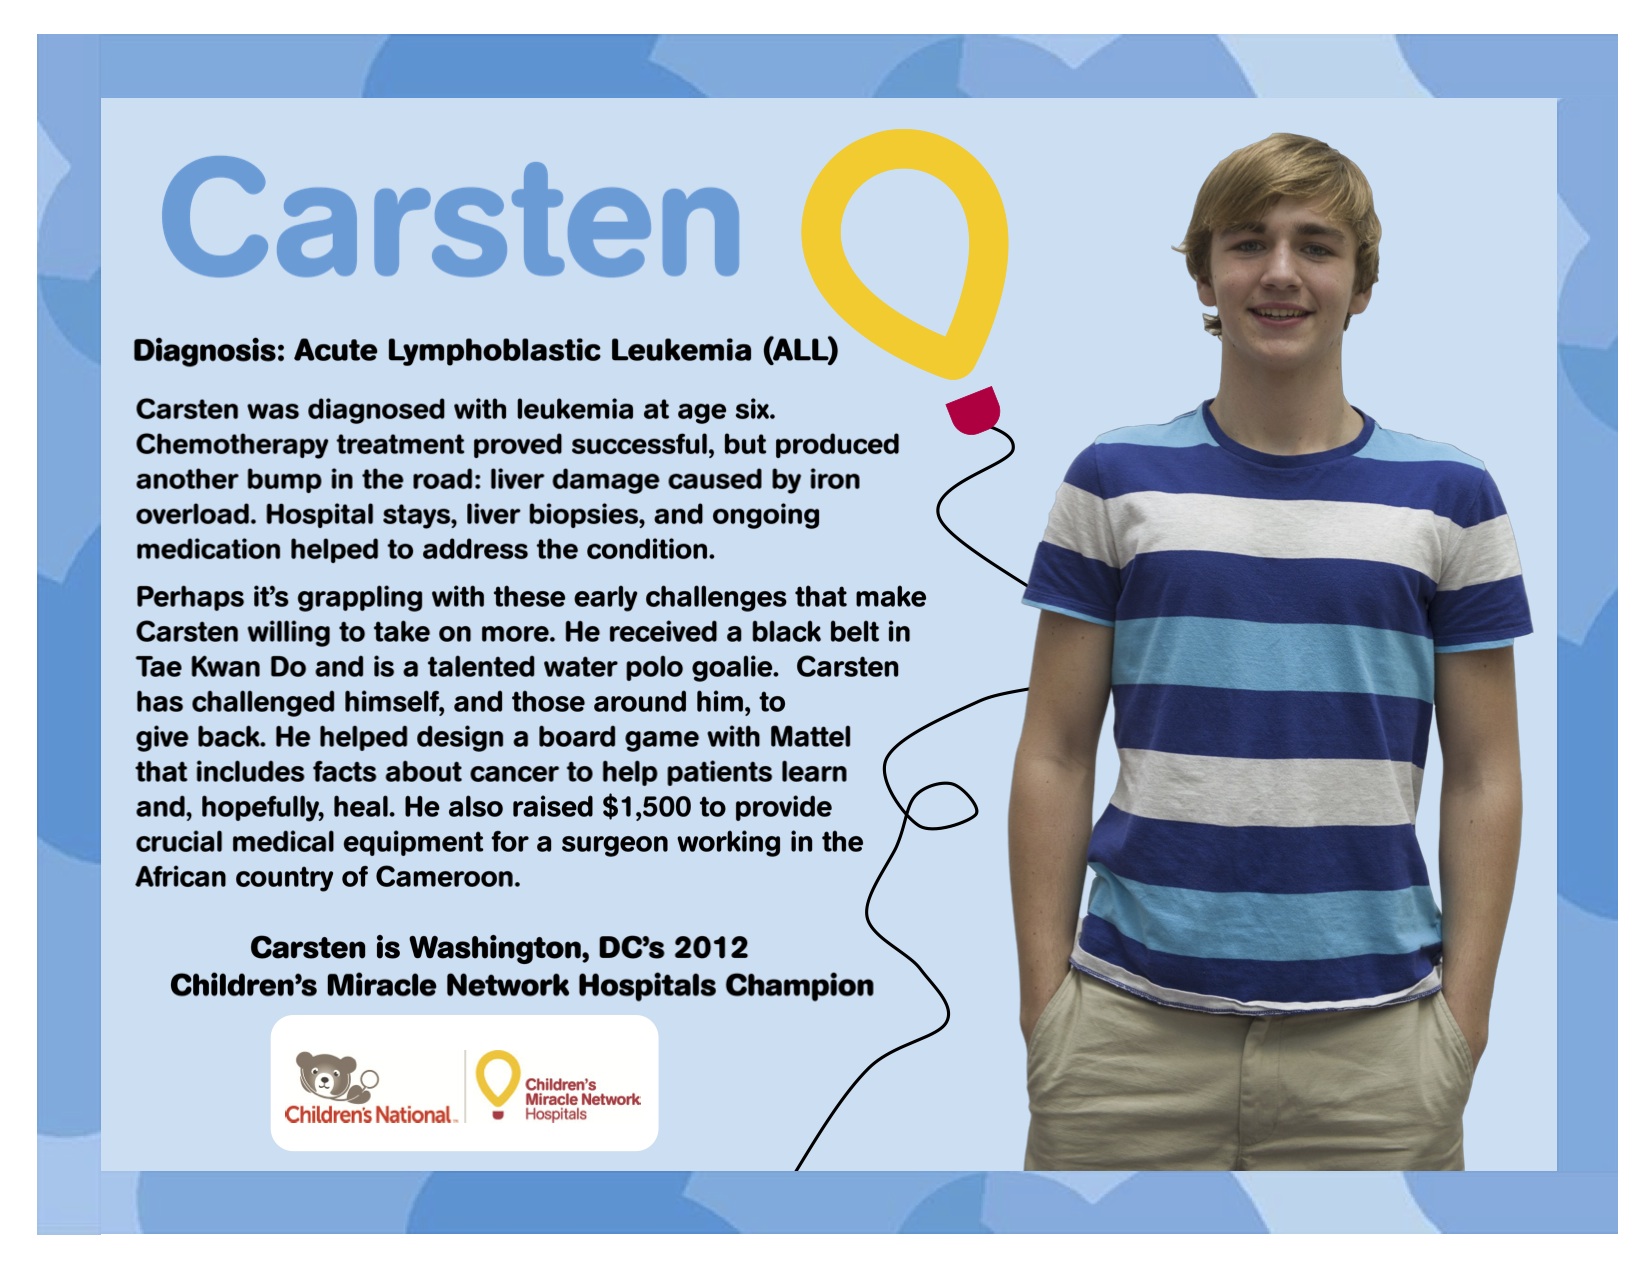 Carsten
Diagnosis: Acute Lymphoblastic Leukemia (ALL)
Carsten was diagnosed with leukemia at age six.
Chemotherapy treatment proved successful, but produced
another bump in the road: liver damage caused by iron
overload. Hospital stays, liver biopsies, and ongoing
medication helped to address the condition.
Perhaps it's grappling with these early challenges that make
Carsten willing to take on more. He received a black belt in
Tae Kwan Do and is a talented water polo goalie.  Carsten
has challenged himself, and those around him, to
give back. He helped design a board game with Mattel
that includes facts about cancer to help patients learn
and, hopefully, heal. He also raised $1,500 to provide
crucial medical equipment for a surgeon working in the
African country of Cameroon.
Carsten is Washington, DC's 2012
Children's Miracle Network Hospitals Champion
Children's National™
Children's
Miracle Network
Hospitals